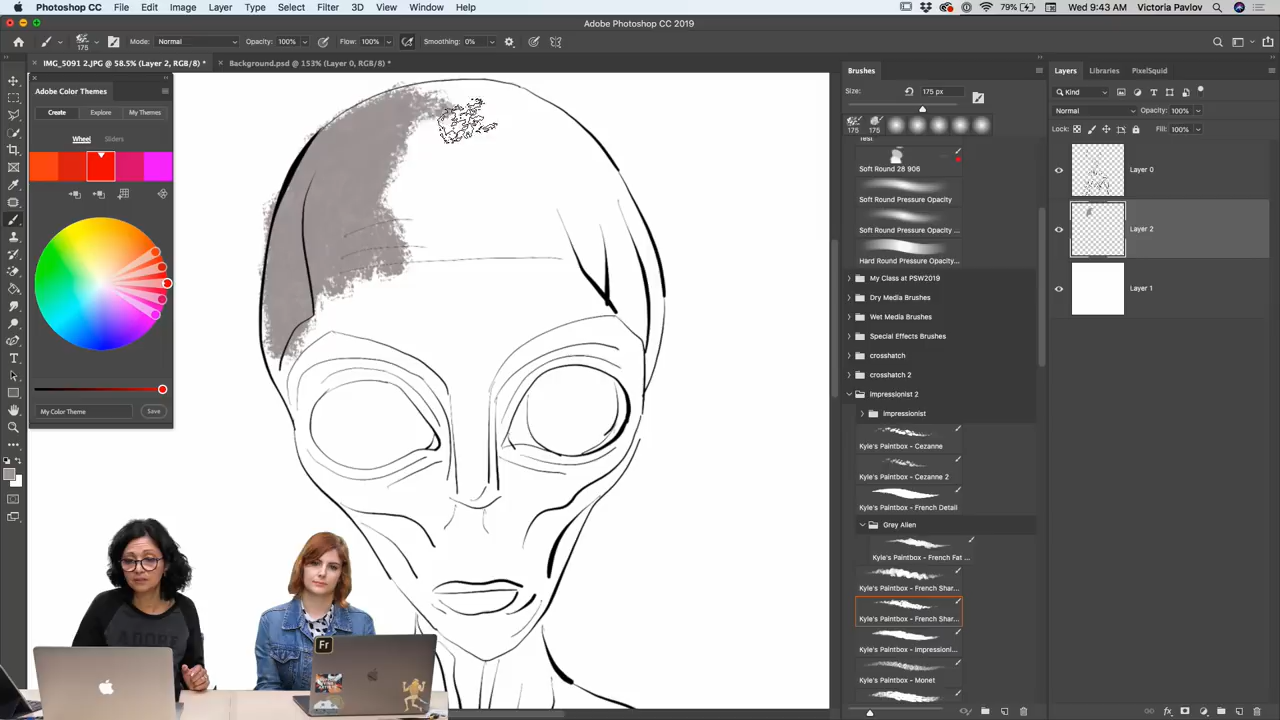 Photoshop File Edit Image Layer Type Select Filter 3D View Window Help 79% Wed 9:43 AM Victoria Pavlov
Adobe Photoshop CC 2019
175 Mode: Normal Opacity: 100% Flow: 100% Smoothing: 0%
IMG_5091 2.JPG @ 58.5% (Layer 2, RGB/8) * Background.psd @ 153% (Layer 0, RGB/8) *
Adobe Color Themes
Create Explore My Themes
Wheel Sliders
My Color Theme Save
Brushes
Size: 175 px
175 175
Test
Soft Round 28 906
Soft Round Pressure Opacity
Soft Round Pressure Opacity ...
Hard Round Pressure Opacity...
My Class at PSW2019
Dry Media Brushes
Wet Media Brushes
Special Effects Brushes
crosshatch
crosshatch 2
impressionist 2
Impressionist
Kyle's Paintbox - Cezanne
Kyle's Paintbox - Cezanne 2
Kyle's Paintbox - French Detail
Grey Alien
Kyle's Paintbox - French Fat ...
Kyle's Paintbox - French Shar...
Kyle's Paintbox - French Shar...
Kyle's Paintbox - Impressioni...
Kyle's Paintbox - Monet
Layers Libraries PixelSquid
Kind
Normal Opacity: 100%
Lock: Fill: 100%
Layer 0
Layer 2
Layer 1
ADOBE
Fr